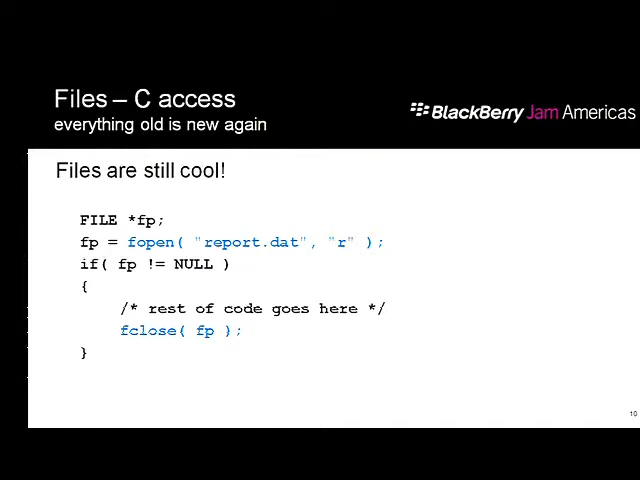 Files – C access
everything old is new again
BlackBerry Jam Americas
Files are still cool!
FILE *fp;
fp = fopen( "report.dat", "r" );
if( fp != NULL )
{
/* rest of code goes here */
fclose( fp );
}
10